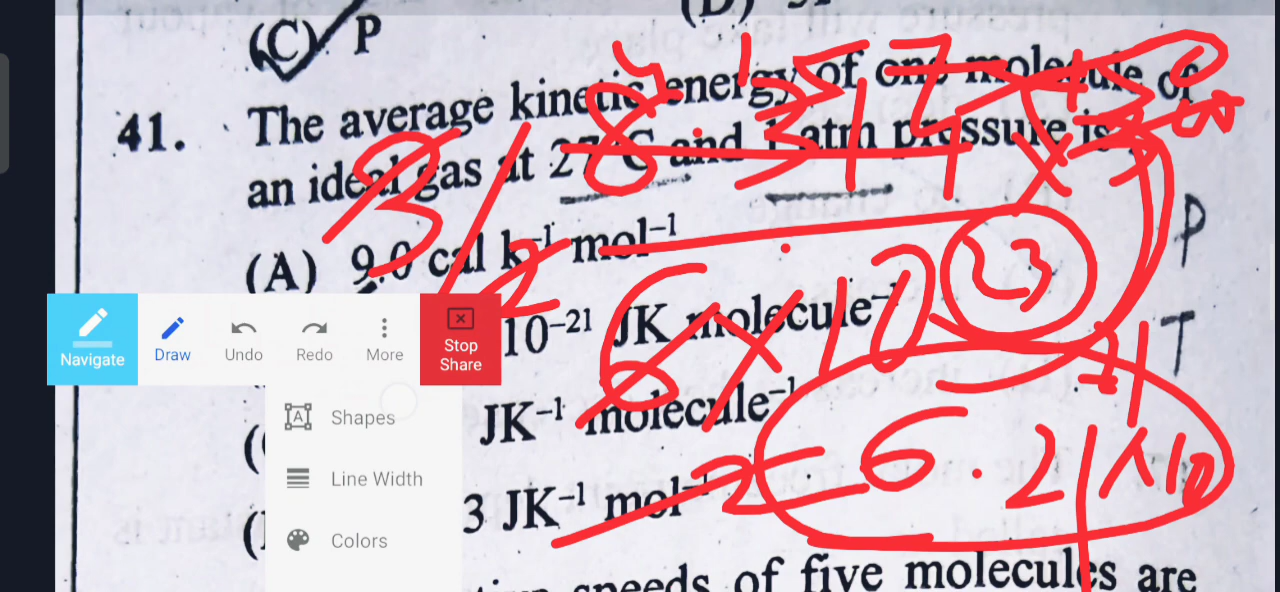 (C) P
41. The average kinetic energy of one molecule of
an ideal gas at 27°C and 1 atm pressure is
(A) 9.0 cal k⁻¹ mol⁻¹
10⁻²¹ JK molecule⁻¹
JK⁻¹ molecule⁻¹
3 JK⁻¹ mol⁻¹
speeds of five molecules are
Navigate
Draw
Undo
Redo
More
Stop
Share
Shapes
Line Width
Colors
3/2
6 × 10 23
= 6.21 × 10
P
T